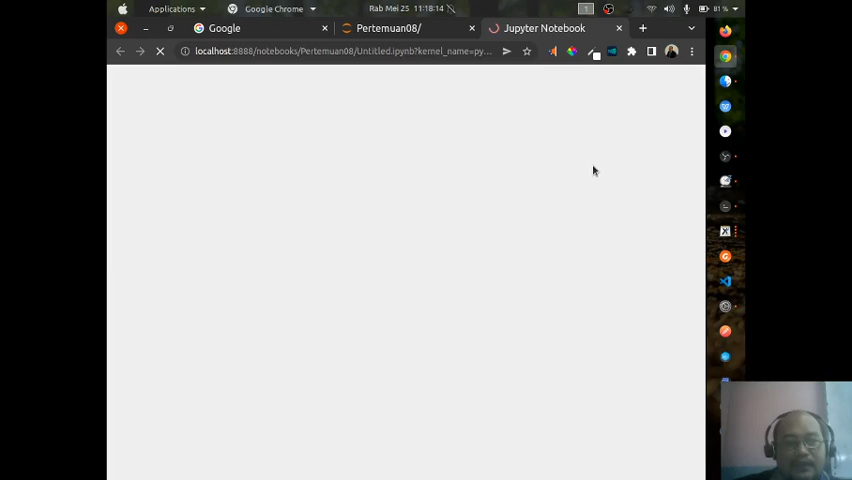 Applications
Google Chrome
Rab Mei 25 11:18:14
1
81 %
Google
Pertemuan08/
Jupyter Notebook
localhost:8888/notebooks/Pertemuan08/Untitled.ipynb?kernel_name=py...